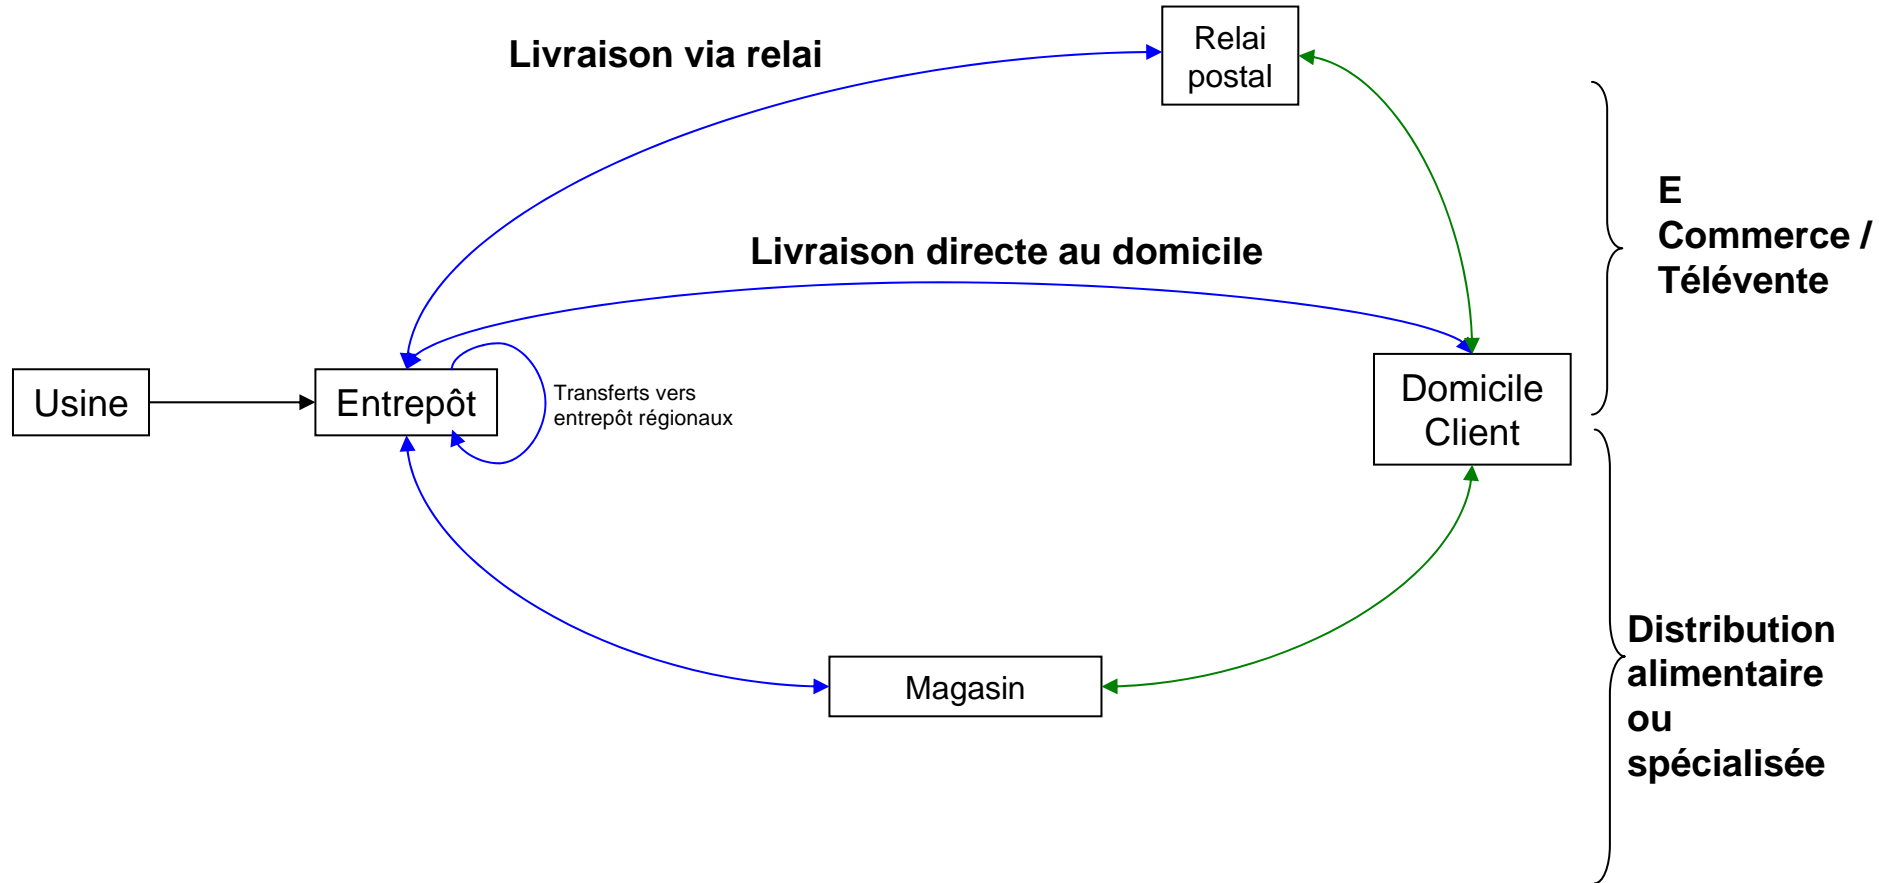 Livraison via relai
Relai
postal
E
Commerce /
Télévente
Livraison directe au domicile
Usine
Entrepôt
Transferts vers
entrepôt régionaux
Domicile
Client
Magasin
Distribution
alimentaire
ou
spécialisée